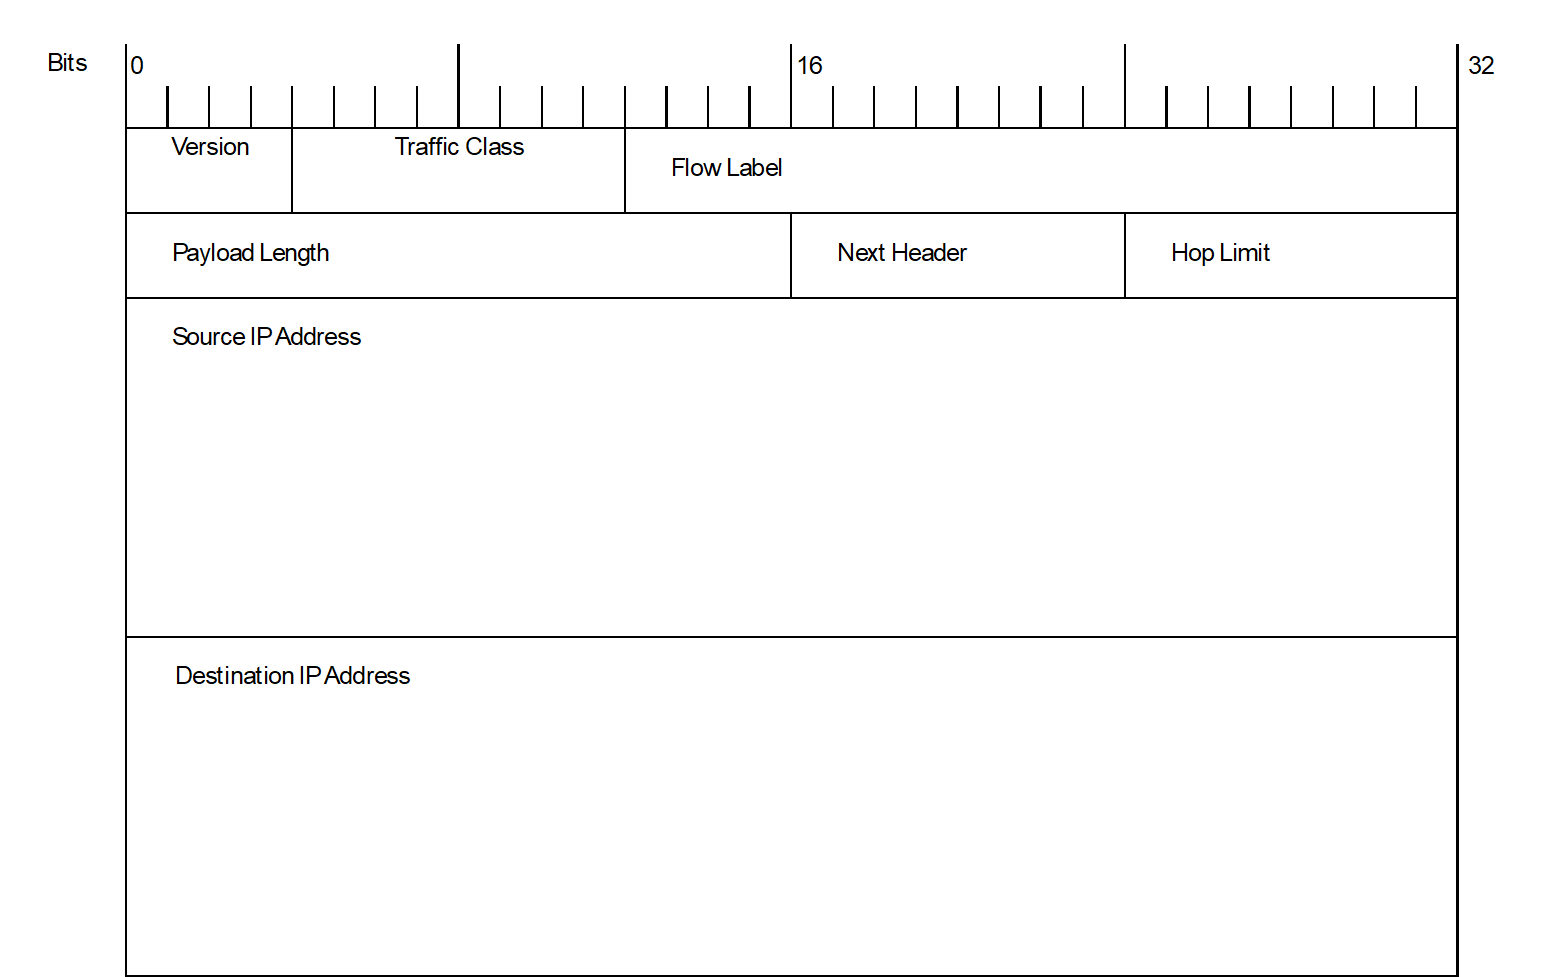 Bits 0 16 32
Version Traffic Class Flow Label
Payload Length Next Header Hop Limit
Source IP Address
Destination IP Address